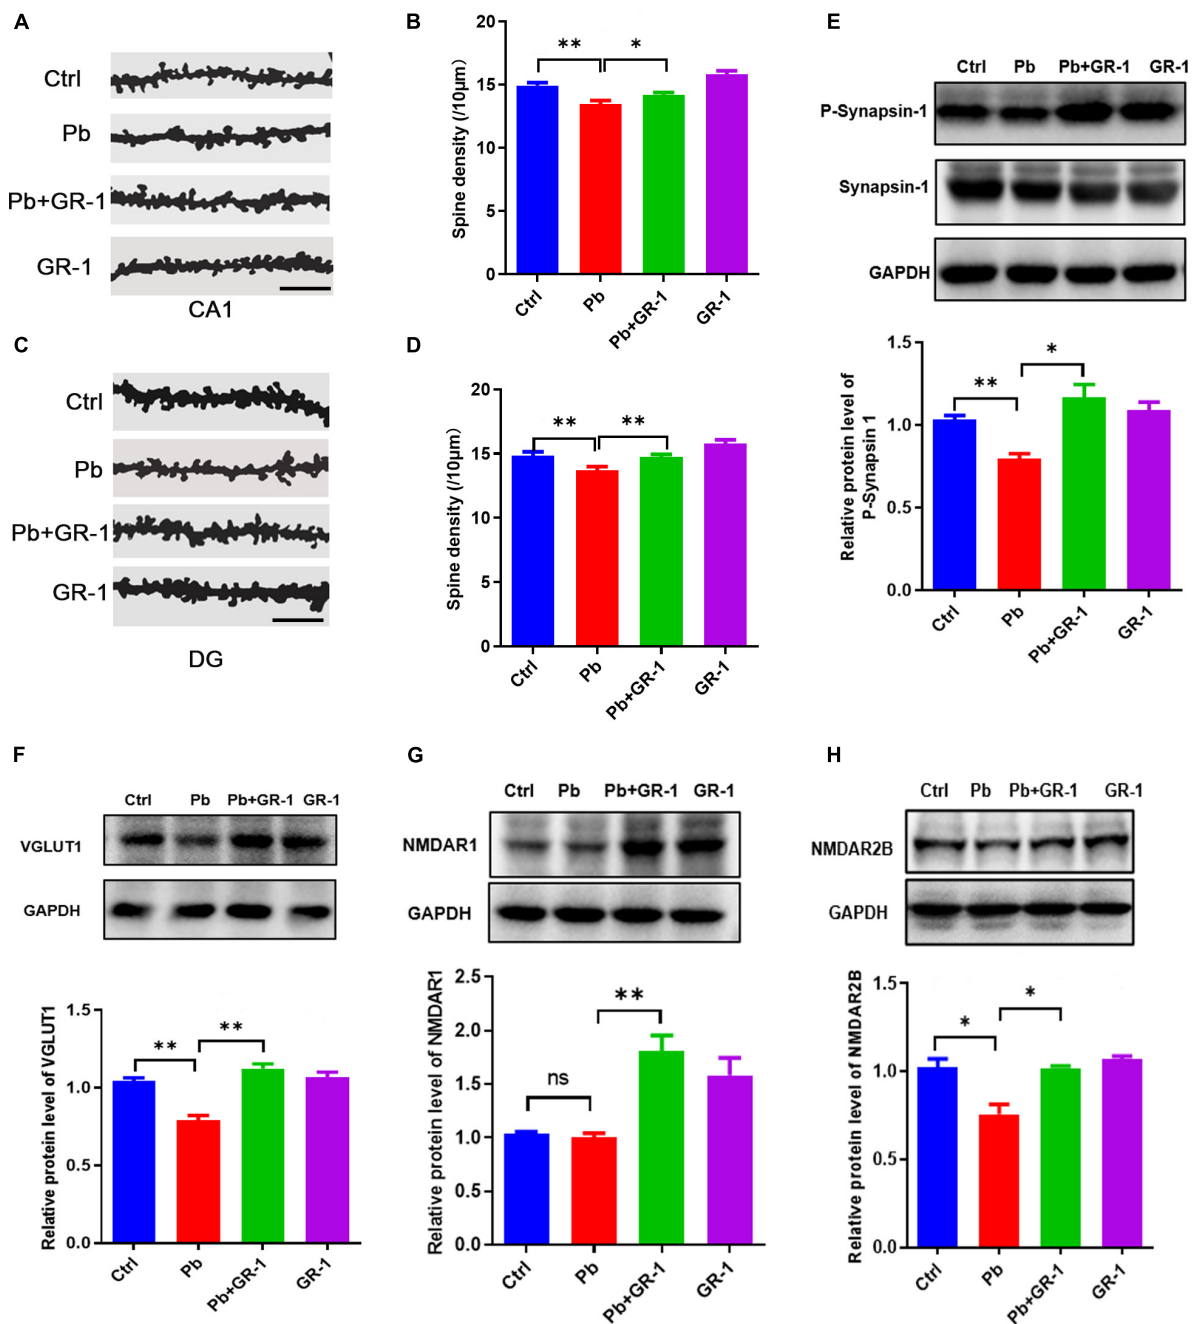 A
Ctrl
Pb
Pb+GR-1
GR-1
CA1
B
Spine density (/10μm)
20
15
10
5
0
** *
Ctrl Pb Pb+GR-1 GR-1
C
Ctrl
Pb
Pb+GR-1
GR-1
DG
D
Spine density (/10μm)
20
15
10
5
0
** **
Ctrl Pb Pb+GR-1 GR-1
E
Ctrl Pb Pb+GR-1 GR-1
P-Synapsin-1
Synapsin-1
GAPDH
Relative protein level of
P-Synapsin 1
1.5
1.0
0.5
0.0
** *
Ctrl Pb Pb+GR-1 GR-1
F
Ctrl Pb Pb+GR-1 GR-1
VGLUT1
GAPDH
Relative protein level of VGLUT1
1.5
1.0
0.5
0.0
** **
Ctrl Pb Pb+GR-1 GR-1
G
Ctrl Pb Pb+GR-1 GR-1
NMDAR1
GAPDH
Relative protein level of NMDAR1
2.5
2.0
1.5
1.0
0.5
0.0
ns **
Ctrl Pb Pb+GR-1 GR-1
H
Ctrl Pb Pb+GR-1 GR-1
NMDAR2B
GAPDH
Relative protein level of NMDAR2B
1.5
1.0
0.5
0.0
* *
Ctrl Pb Pb+GR-1 GR-1